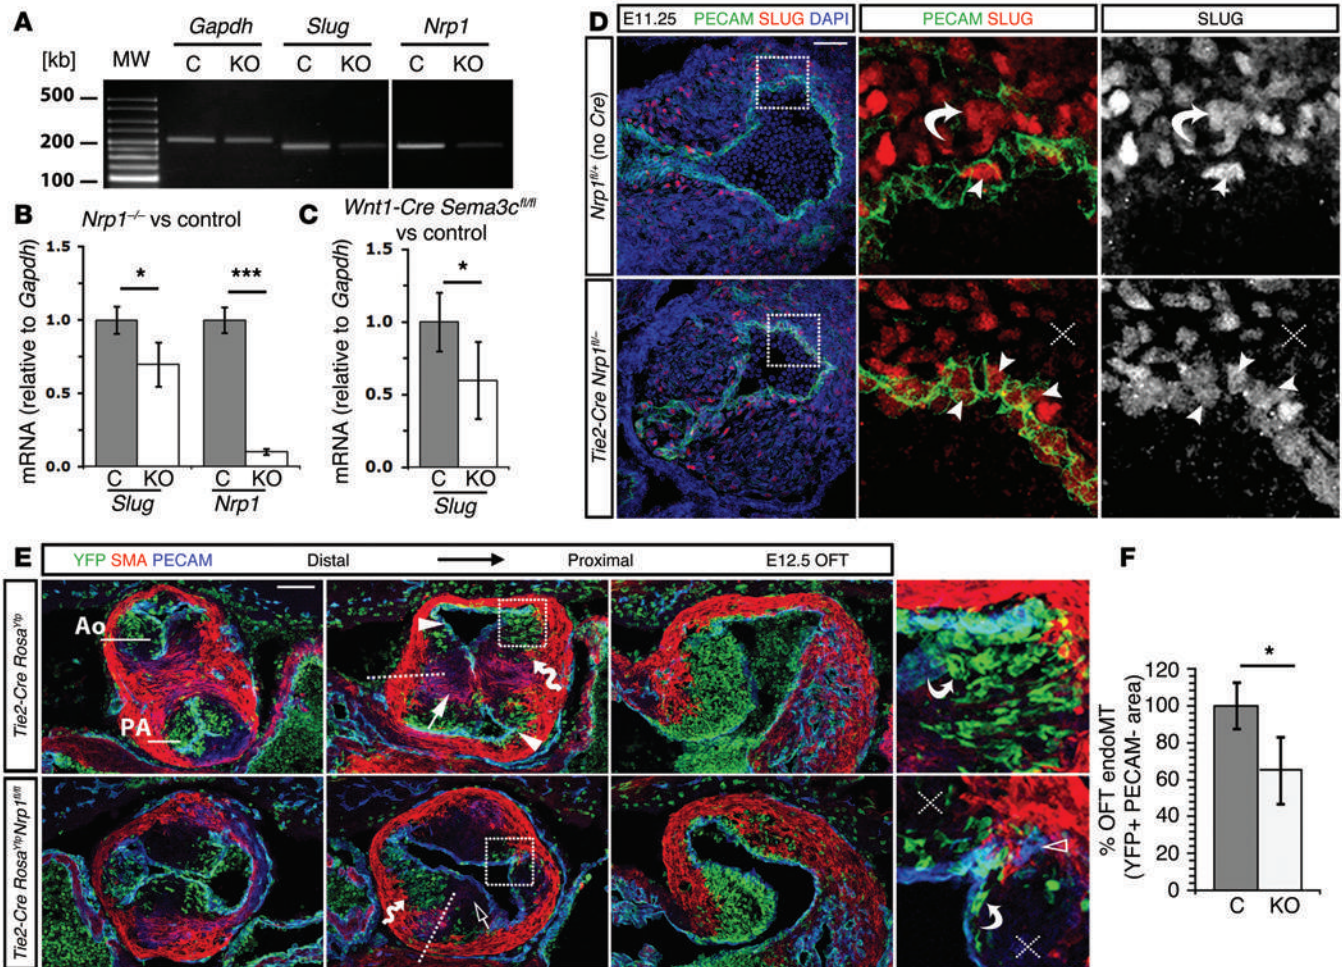 A
Gapdh Slug Nrp1
[kb] MW C KO C KO C KO
500
200
100
B
Nrp1–/– vs control
mRNA (relative to Gapdh)
1.5
1.0
0.5
0.0
* ***
C KO C KO
Slug Nrp1
C
Wnt1-Cre Sema3cfl/fl
vs control
mRNA (relative to Gapdh)
1.5
1.0
0.5
0.0
*
C KO
Slug
D
E11.25 PECAM SLUG DAPI
PECAM SLUG
SLUG
Nrp1fl/+ (no Cre)
Tie2-Cre Nrp1fl/–
E
YFP SMA PECAM Distal Proximal E12.5 OFT
Tie2-Cre RosaYfp
Ao
PA
Tie2-Cre RosaYfpNrp1fl/fl
F
% OFT endoMT
(YFP+ PECAM- area)
120
100
80
60
40
20
0
*
C KO